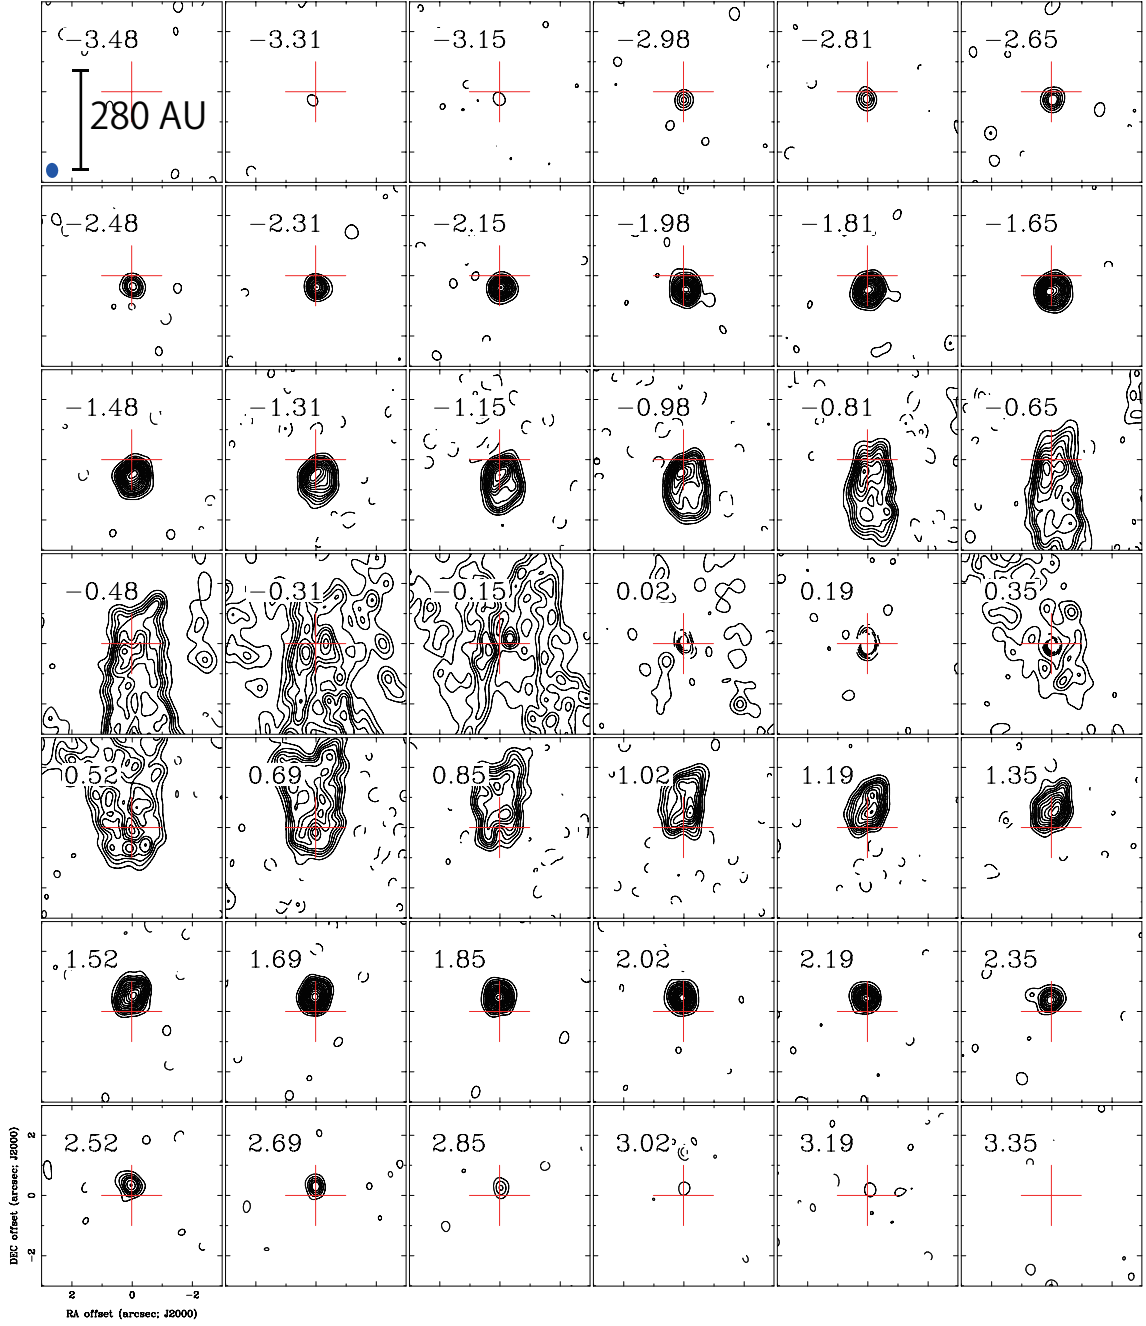 −3.48 −3.31 −3.15 −2.98 −2.81 −2.65
280 AU
−2.48 −2.31 −2.15 −1.98 −1.81 −1.65
−1.48 −1.31 −1.15 −0.98 −0.81 −0.65
−0.48 −0.31 −0.15 0.02 0.19 0.35
0.52 0.69 0.85 1.02 1.19 1.35
1.52 1.69 1.85 2.02 2.19 2.35
2.52 2.69 2.85 3.02 3.19 3.35
DEC offset (arcsec; J2000)
2
0
−2
2 0 −2
RA offset (arcsec; J2000)